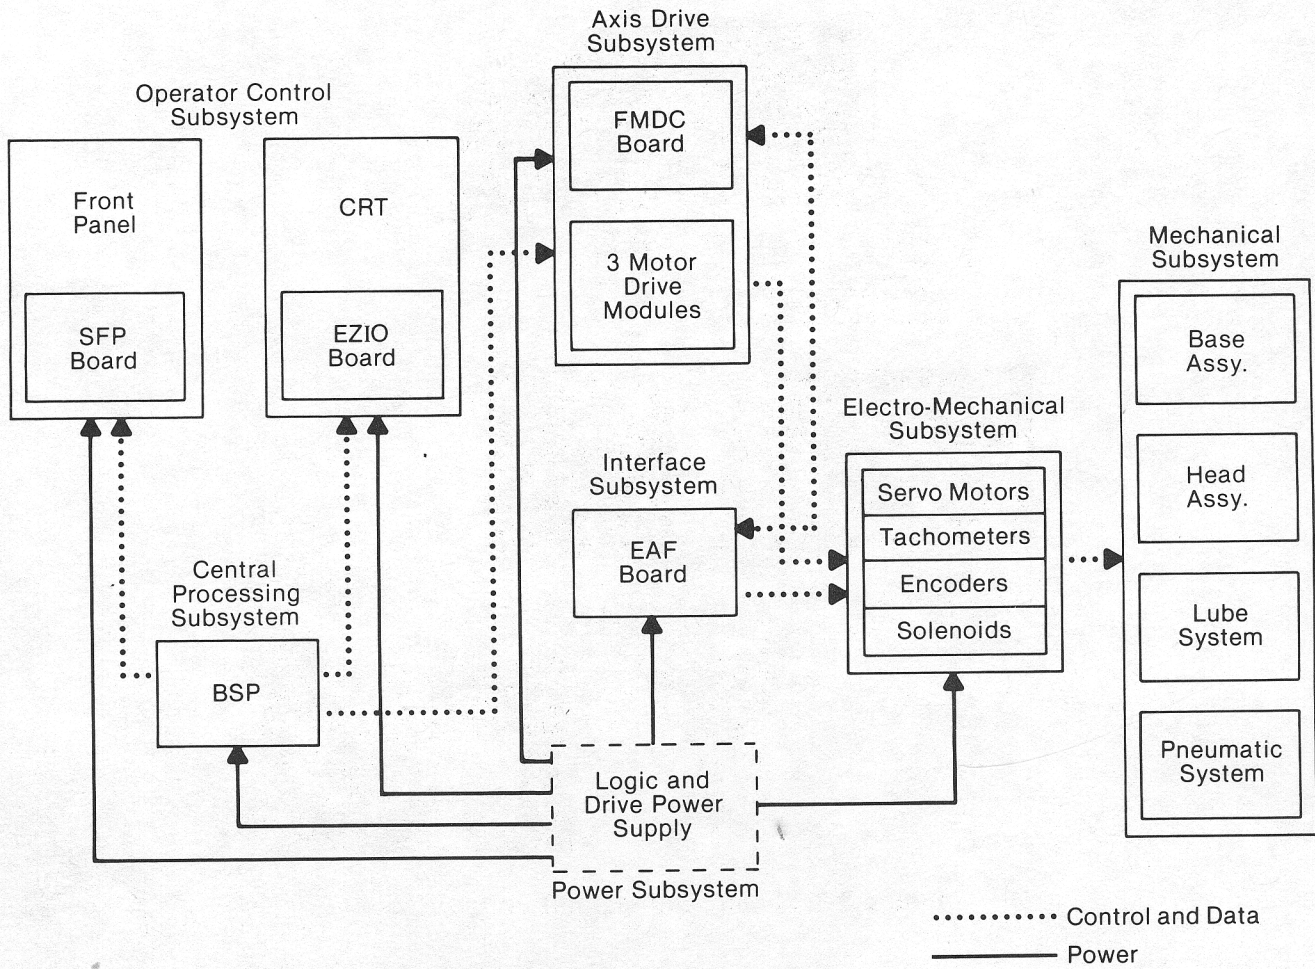 Axis Drive
Subsystem
Operator Control
Subsystem
FMDC
Board
Front
Panel
CRT
3 Motor
Drive
Modules
SFP
Board
EZIO
Board
Mechanical
Subsystem
Base
Assy.
Head
Assy.
Lube
System
Pneumatic
System
Electro-Mechanical
Subsystem
Servo Motors
Tachometers
Encoders
Solenoids
Interface
Subsystem
EAF
Board
Central
Processing
Subsystem
BSP
Logic and
Drive Power
Supply
Power Subsystem
Control and Data
Power